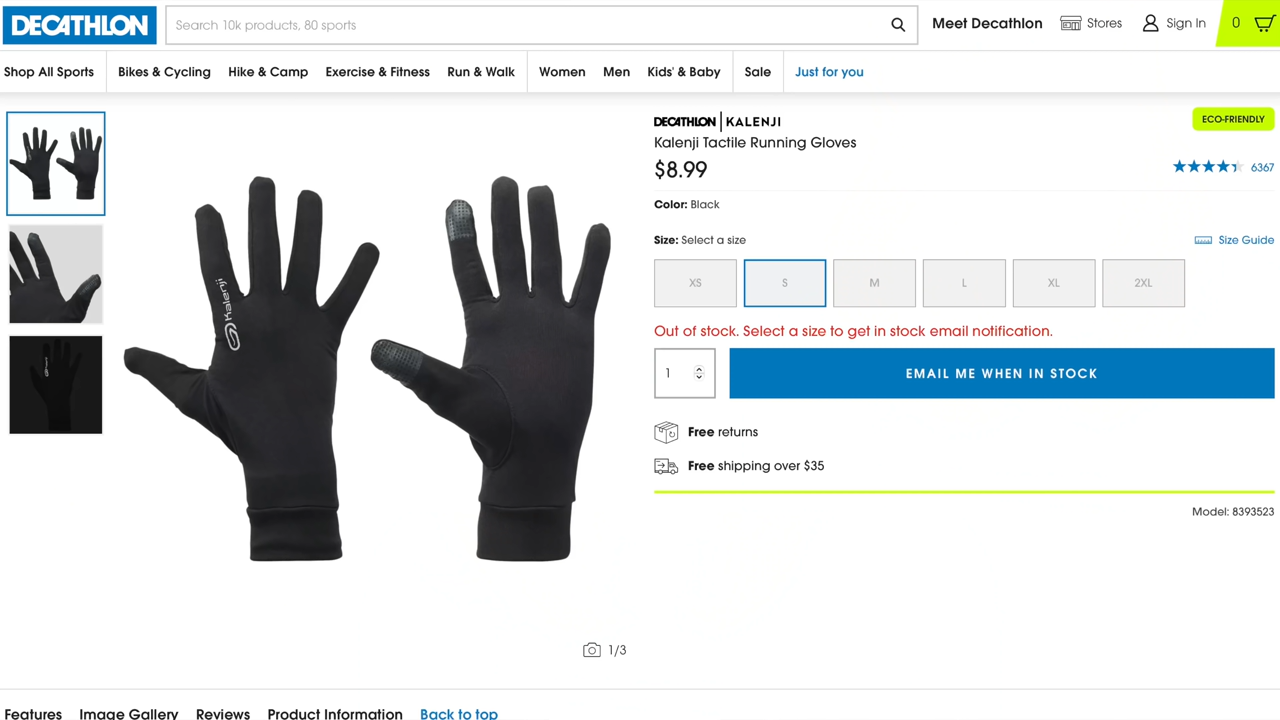 DECATHLON
Search 10k products, 80 sports
Meet Decathlon
Stores
Sign In
0
Shop All Sports
Bikes & Cycling
Hike & Camp
Exercise & Fitness
Run & Walk
Women
Men
Kids' & Baby
Sale
Just for you
Kalenji
DECATHLON | KALENJI
ECO-FRIENDLY
Kalenji Tactile Running Gloves
$8.99
6367
Color: Black
Size: Select a size
Size Guide
XS
S
M
L
XL
2XL
Out of stock. Select a size to get in stock email notification.
1
EMAIL ME WHEN IN STOCK
Free returns
Free shipping over $35
Model: 8393523
1/3
Features
Image Gallery
Reviews
Product Information
Back to top